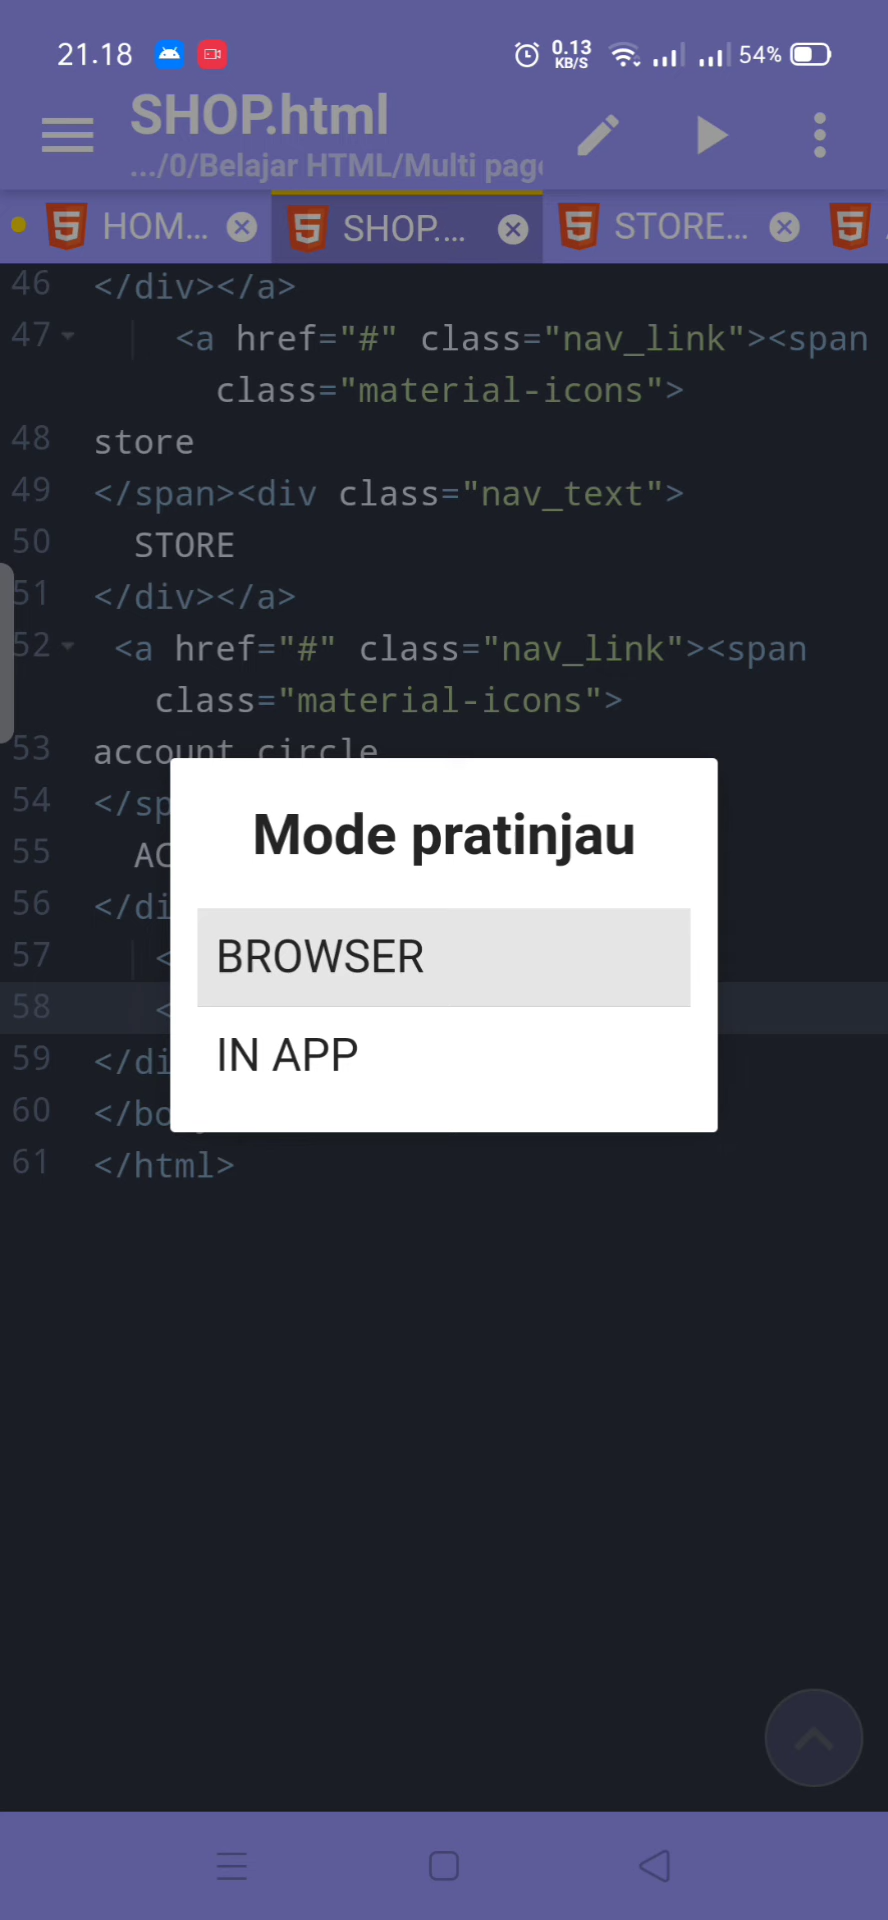 21.18 0.13 KB/S 54%
SHOP.html
.../0/Belajar HTML/Multi page
HOM... SHOP.... STORE...
46 </div></a>
47 <a href="#" class="nav_link"><span
class="material-icons">
48 store
49 </span><div class="nav_text">
50 STORE
51 </div></a>
52 <a href="#" class="nav_link"><span
class="material-icons">
53 account_circle
54 </sp
55 AC
56 </di
57 <
58 <
59 </di
60 </bo
61 </html>
Mode pratinjau
BROWSER
IN APP